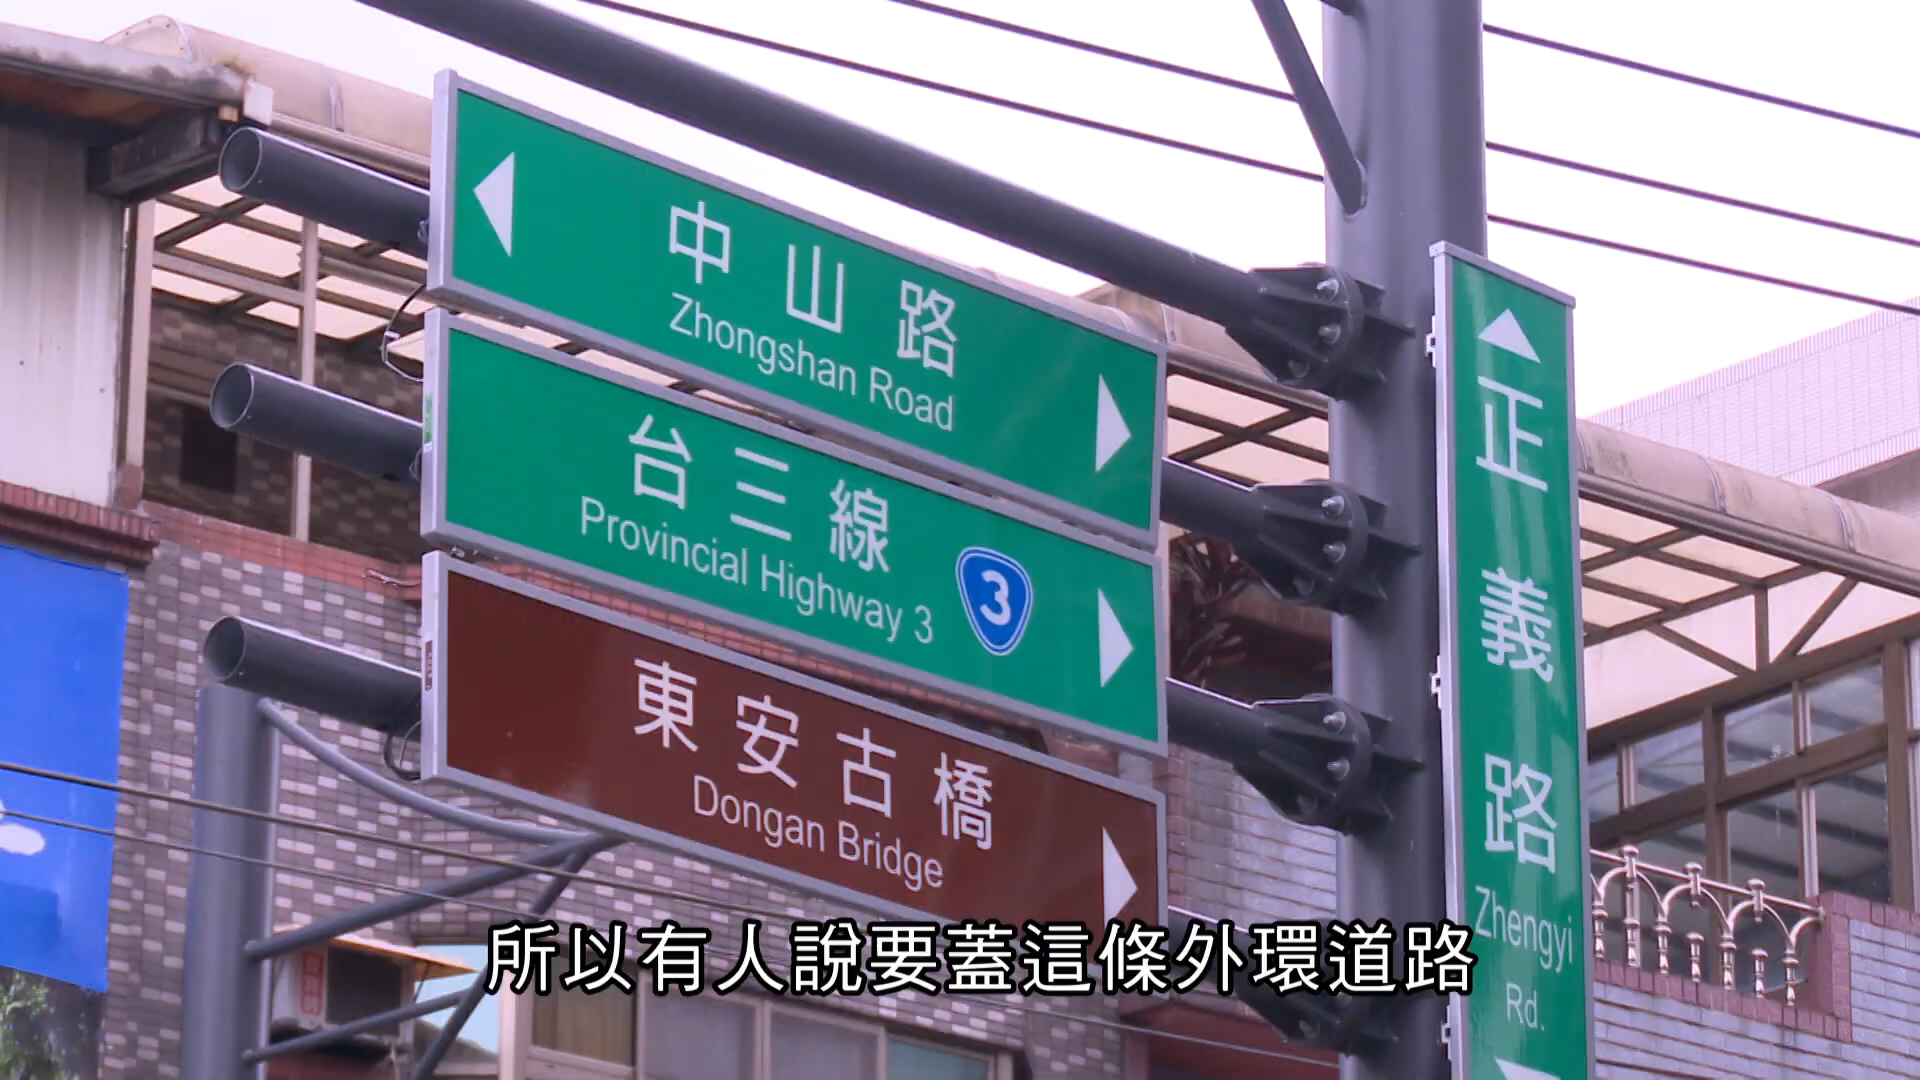 中山路
Zhongshan Road
台三線
Provincial Highway 3
3
東安古橋
Dongan Bridge
正義路
Zhengyi
Rd.
所以有人說要蓋這條外環道路